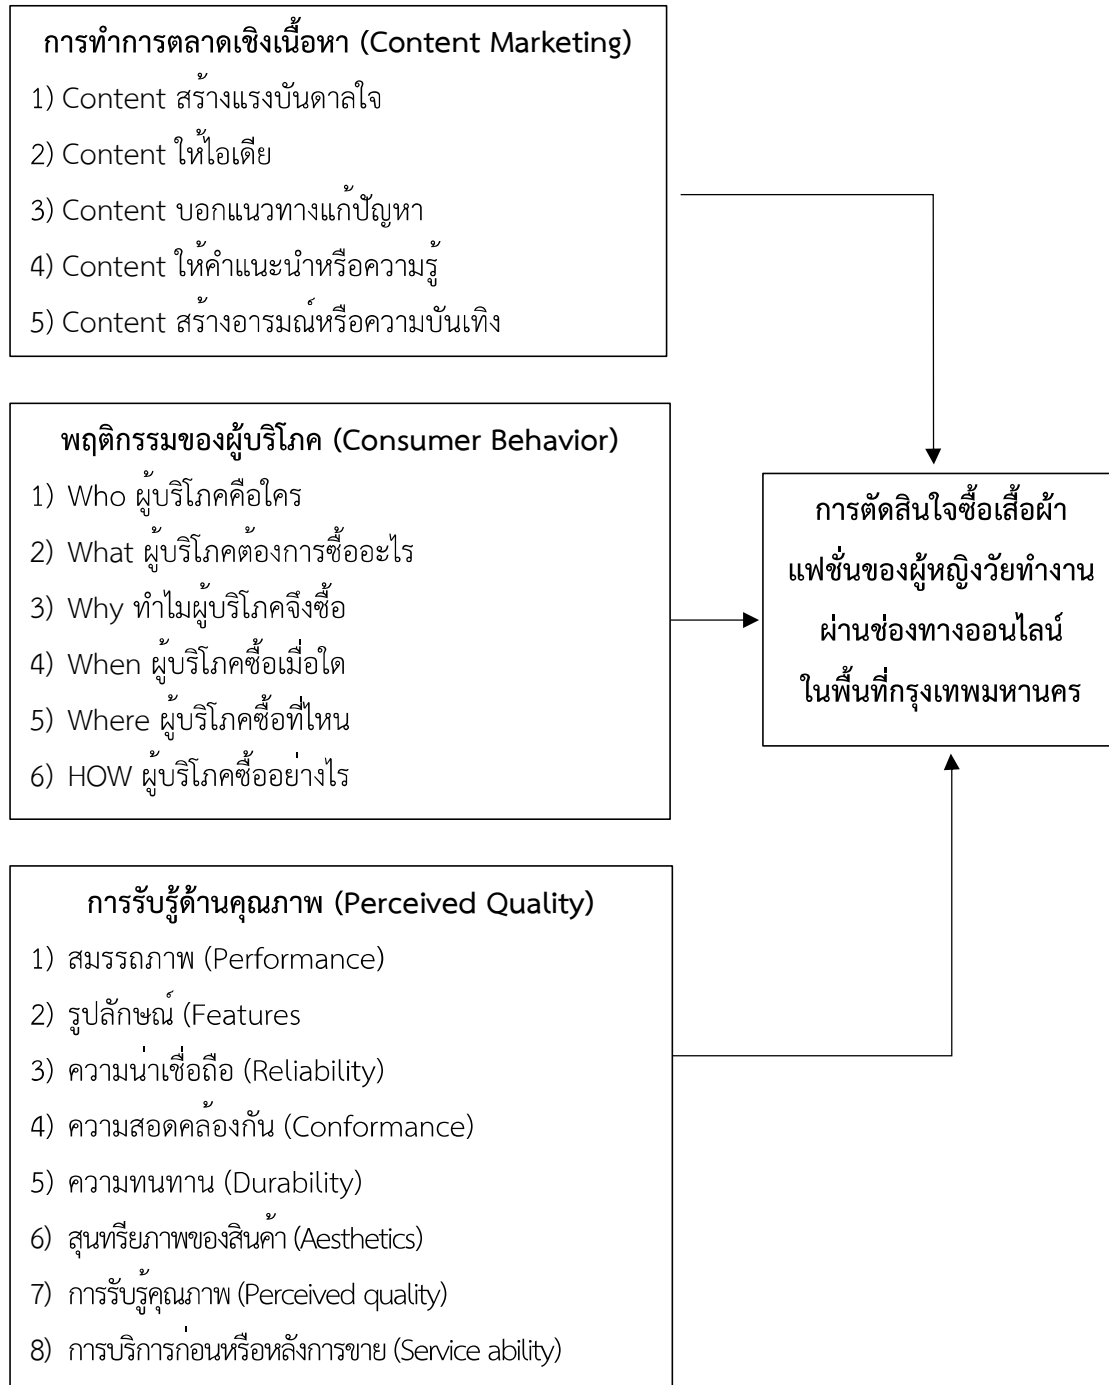 การทำการตลาดเชิงเนื้อหา (Content Marketing)
1) Content สร้างแรงบันดาลใจ
2) Content ให้ไอเดีย
3) Content บอกแนวทางแก้ปัญหา
4) Content ให้คำแนะนำหรือความรู้
5) Content สร้างอารมณ์หรือความบันเทิง
พฤติกรรมของผู้บริโภค (Consumer Behavior)
1) Who ผู้บริโภคคือใคร
2) What ผู้บริโภคต้องการซื้ออะไร
3) Why ทำไมผู้บริโภคจึงซื้อ
4) When ผู้บริโภคซื้อเมื่อใด
5) Where ผู้บริโภคซื้อที่ไหน
6) HOW ผู้บริโภคซื้ออย่างไร
การรับรู้ด้านคุณภาพ (Perceived Quality)
1) สมรรถภาพ (Performance)
2) รูปลักษณ์ (Features
3) ความน่าเชื่อถือ (Reliability)
4) ความสอดคล้องกัน (Conformance)
5) ความทนทาน (Durability)
6) สุนทรียภาพของสินค้า (Aesthetics)
7) การรับรู้คุณภาพ (Perceived quality)
8) การบริการก่อนหรือหลังการขาย (Service ability)
การตัดสินใจซื้อเสื้อผ้า
แฟชั่นของผู้หญิงวัยทำงาน
ผ่านช่องทางออนไลน์
ในพื้นที่กรุงเทพมหานคร